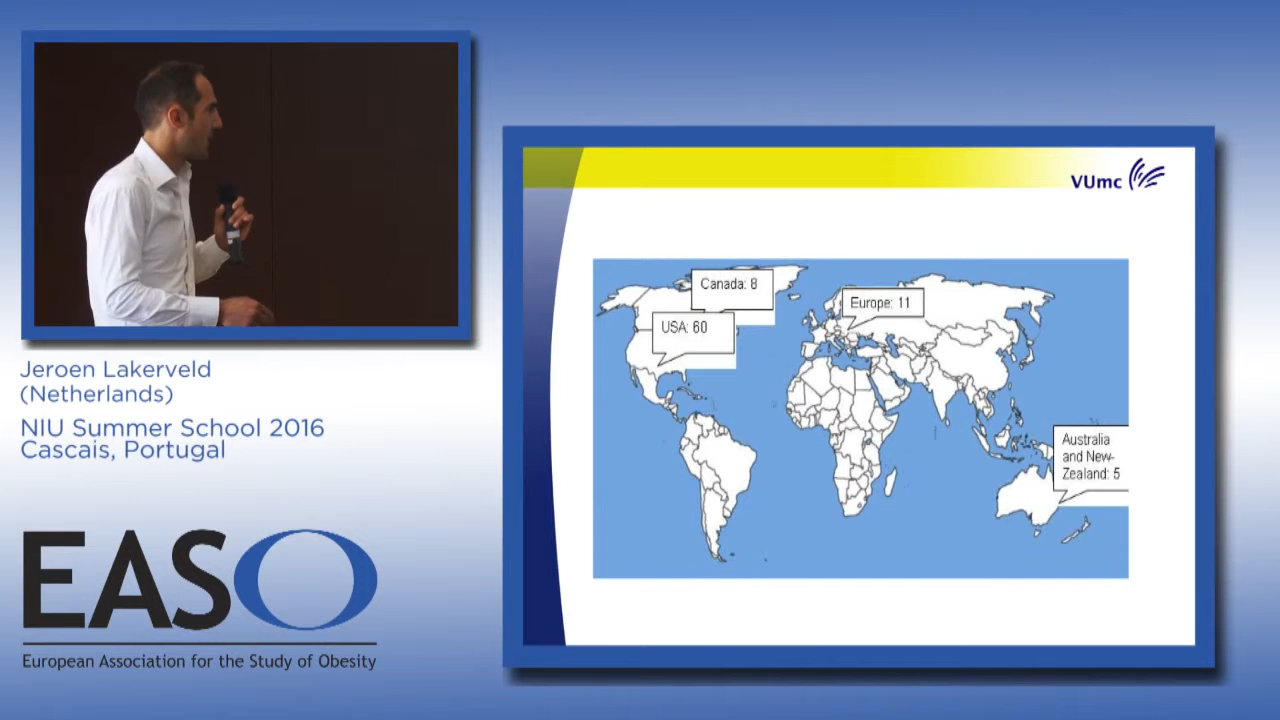 Jeroen Lakerveld
(Netherlands)
NIU Summer School 2016
Cascais, Portugal
EASO
European Association for the Study of Obesity
VUmc
Canada: 8
Europe: 11
USA: 60
Australia
and New-
Zealand: 5